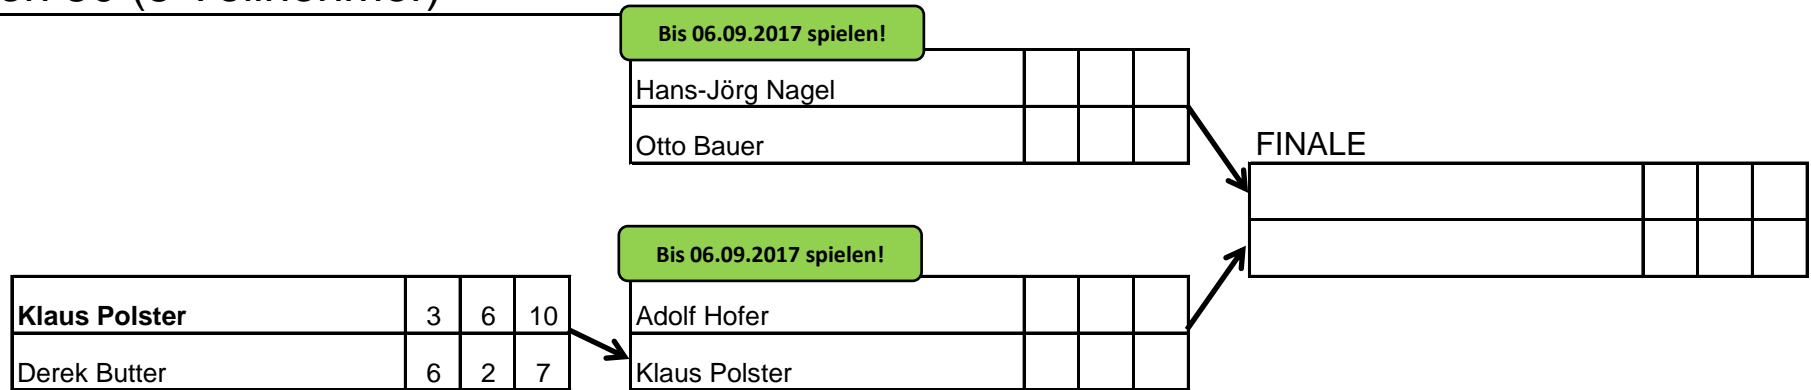 Bis 06.09.2017 spielen!
Hans-Jörg Nagel
Otto Bauer
FINALE
Bis 06.09.2017 spielen!
Klaus Polster 3 6 10
Derek Butter 6 2 7
Adolf Hofer
Klaus Polster